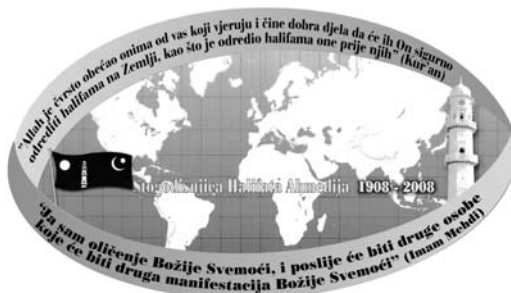 "Allah je čvrsto obećao onima od vas koji vjeruju i čine dobra djela da će ih On sigurno
odrediti halifama na Zemlji, kao što je odredio halifama one prije njih" (Kur'an)
Stogodišnjica Halifata Ahmedija 1908 - 2008
"Ja sam oličenje Božije Svemoći, i poslije će biti druge osobe
koje će biti druga manifestacija Božije Svemoći" (Imam Mehdi)